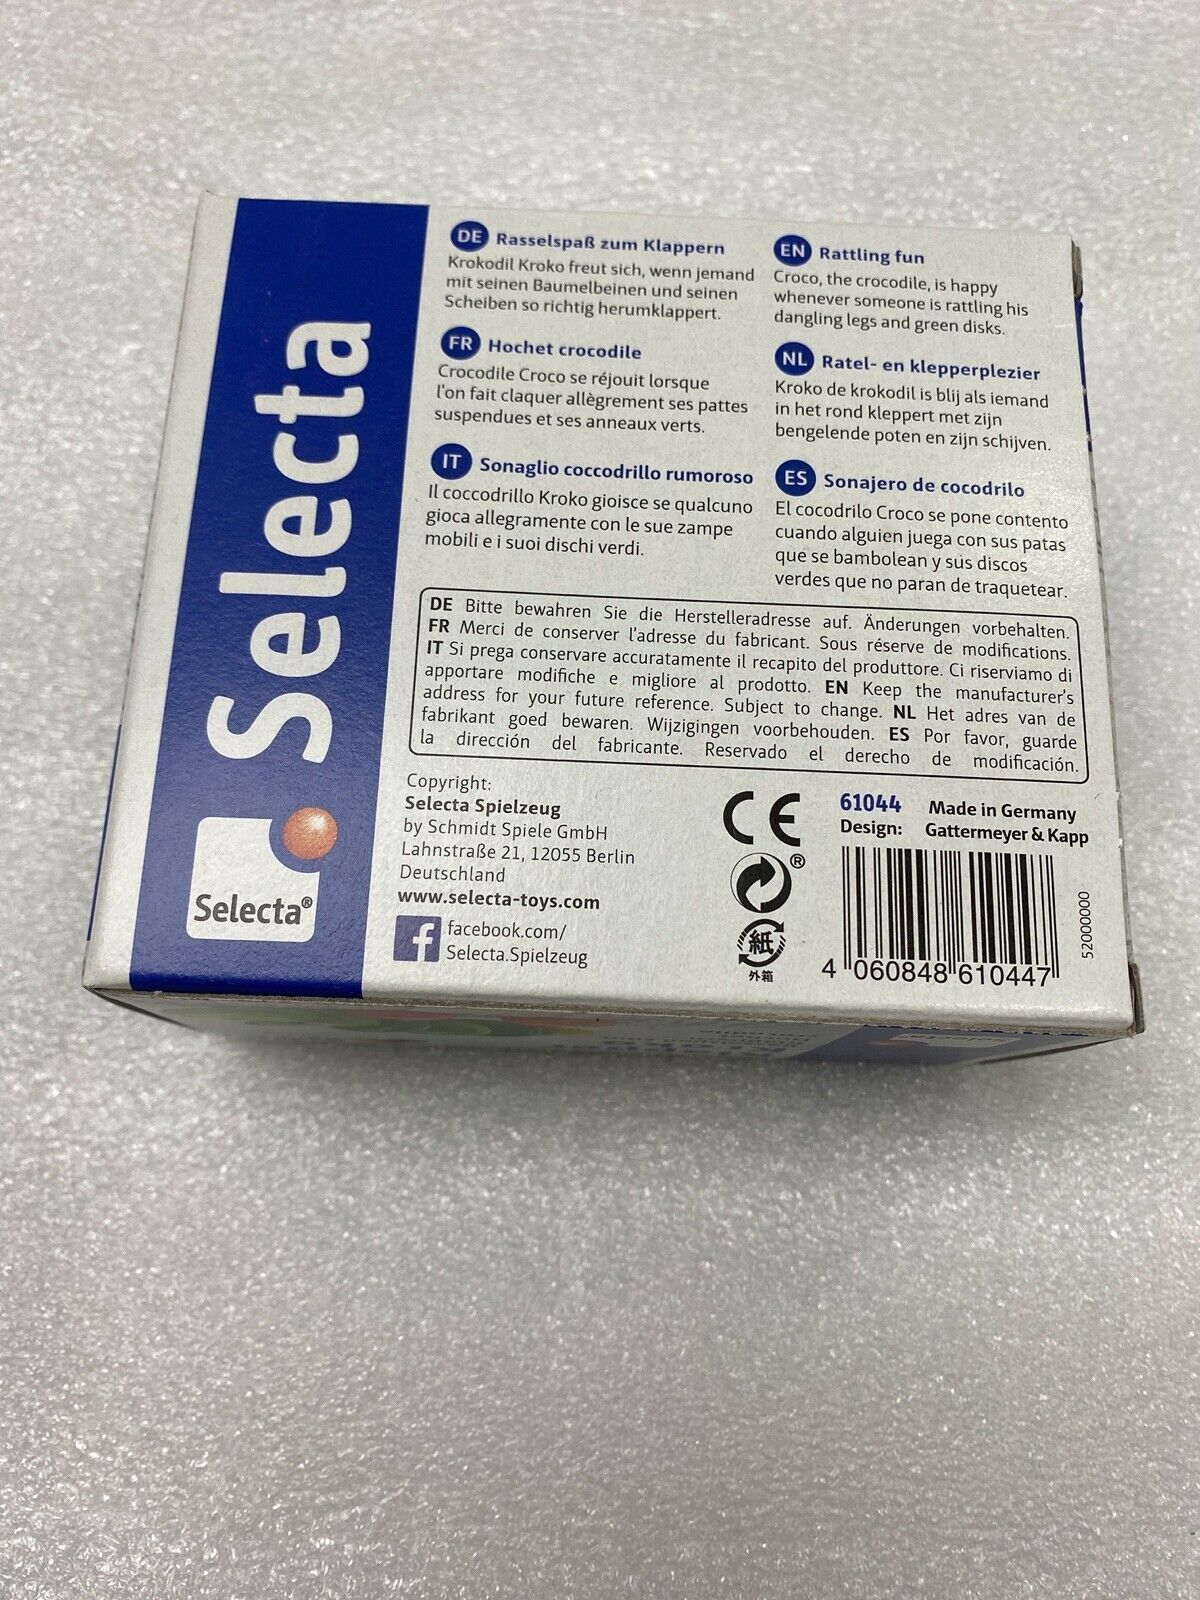 Selecta
Selecta®
DE Rasselspaß zum Klappern
Krokodil Kroko freut sich, wenn jemand
mit seinen Baumelbeinen und seinen
Scheiben so richtig herumklappert.
EN Rattling fun
Croco, the crocodile, is happy
whenever someone is rattling his
dangling legs and green disks.
FR Hochet crocodile
Crocodile Croco se réjouit lorsque
l'on fait claquer allègrement ses pattes
suspendues et ses anneaux verts.
NL Ratel- en klepperplezier
Kroko de krokodil is blij als iemand
in het rond kleppert met zijn
bengelende poten en zijn schijven.
IT Sonaglio coccodrillo rumoroso
Il coccodrillo Kroko gioisce se qualcuno
gioca allegramente con le sue zampe
mobili e i suoi dischi verdi.
ES Sonajero de cocodrilo
El cocodrilo Croco se pone contento
cuando alguien juega con sus patas
que se bambolean y sus discos
verdes que no paran de traquetear.
DE Bitte bewahren Sie die Herstelleradresse auf. Änderungen vorbehalten.
FR Merci de conserver l'adresse du fabricant. Sous réserve de modifications.
IT Si prega conservare accuratamente il recapito del produttore. Ci riserviamo di
apportare modifiche e migliore al prodotto. EN Keep the manufacturer's
address for your future reference. Subject to change. NL Het adres van de
fabrikant goed bewaren. Wijzigingen voorbehouden. ES Por favor, guarde
la dirección del fabricante. Reservado el derecho de modificación.
Copyright:
Selecta Spielzeug
by Schmidt Spiele GmbH
Lahnstraße 21, 12055 Berlin
Deutschland
www.selecta-toys.com
facebook.com/
Selecta.Spielzeug
CE
®
紙
外箱
61044 Made in Germany
Design: Gattermeyer & Kapp
4 060848 610447
52000000